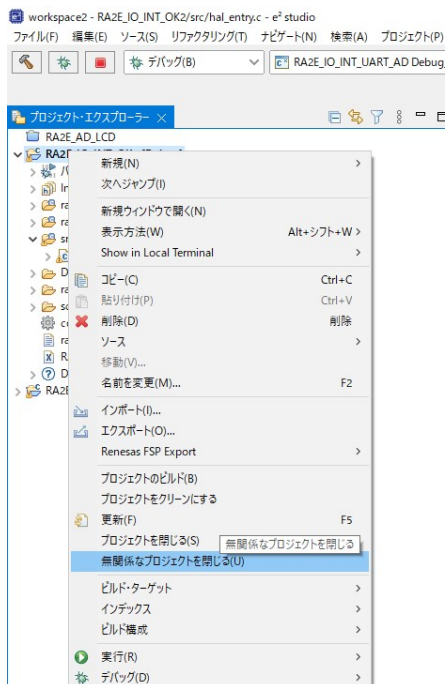 workspace2 - RA2E_IO_INT_OK2/src/hal_entry.c - e² studio
ファイル(F) 編集(E) ソース(S) リファクタリング(T) ナビゲート(N) 検索(A) プロジェクト(P)
デバッグ(B) RA2E_IO_INT_UART_AD Debug_
プロジェクト・エクスプローラー
RA2E_AD_LCD
新規(N)
次へジャンプ(I)
新規ウィンドウで開く(N)
表示方法(W) Alt+シフト+W
Show in Local Terminal
コピー(C) Ctrl+C
貼り付け(P) Ctrl+V
削除(D) 削除
ソース
移動(V)...
名前を変更(M)... F2
インポート(I)...
エクスポート(O)...
Renesas FSP Export
プロジェクトのビルド(B)
プロジェクトをクリーンにする
更新(F) F5
プロジェクトを閉じる(S) 無関係なプロジェクトを閉じる
無関係なプロジェクトを閉じる(U)
ビルド・ターゲット
インデックス
ビルド構成
実行(R)
デバッグ(D)